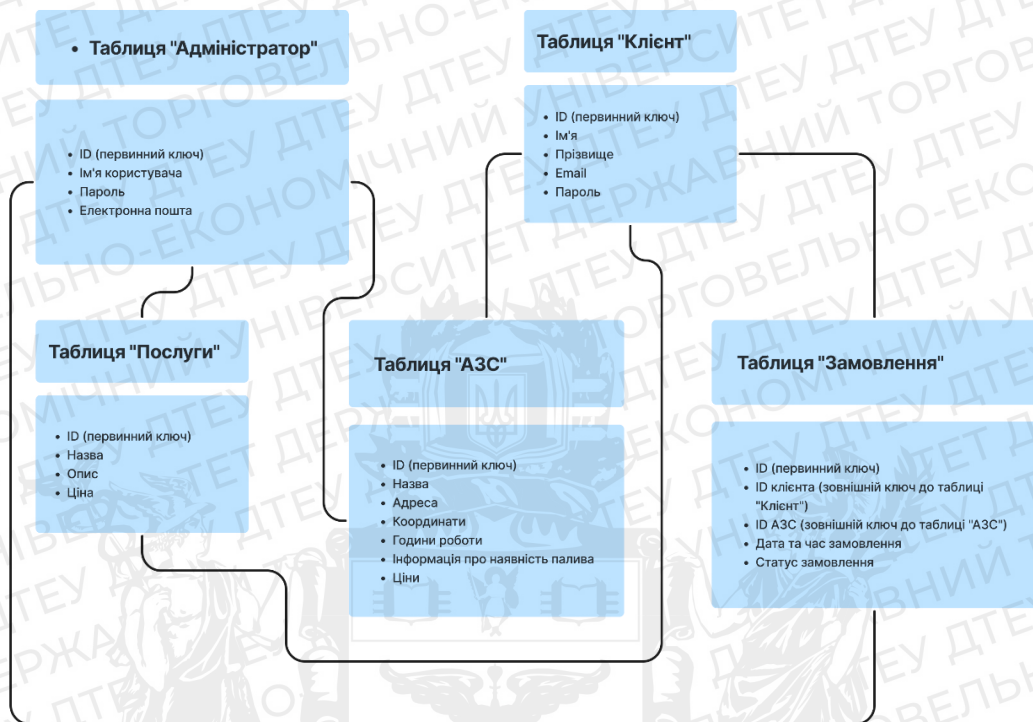 • Таблиця "Адміністратор"
• ID (первинний ключ)
• Ім'я користувача
• Пароль
• Електронна пошта
Таблиця "Клієнт"
• ID (первинний ключ)
• Ім'я
• Прізвище
• Email
• Пароль
Таблиця "Послуги"
• ID (первинний ключ)
• Назва
• Опис
• Ціна
Таблиця "АЗС"
• ID (первинний ключ)
• Назва
• Адреса
• Координати
• Години роботи
• Інформація про наявність палива
• Ціни
Таблиця "Замовлення"
• ID (первинний ключ)
• ID клієнта (зовнішній ключ до таблиці
"Клієнт")
• ID АЗС (зовнішній ключ до таблиці "АЗС")
• Дата та час замовлення
• Статус замовлення